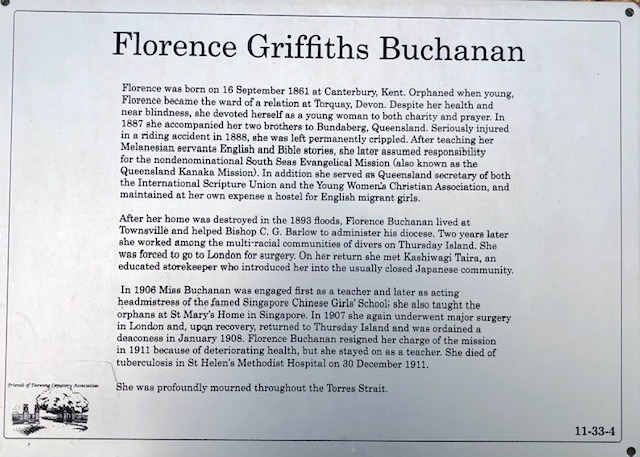 Florence Griffiths Buchanan
Florence was born on 16 September 1861 at Canterbury, Kent. Orphaned when young,
Florence became the ward of a relation at Torquay, Devon. Despite her health and
near blindness, she devoted herself as a young woman to both charity and prayer. In
1887 she accompanied her two brothers to Bundaberg, Queensland. Seriously injured
in a riding accident in 1888, she was left permanently crippled. After teaching her
Melanesian servants English and Bible stories, she later assumed responsibility
for the nondenominational South Seas Evangelical Mission (also known as the
Queensland Kanaka Mission). In addition she served as Queensland secretary of both
the International Scripture Union and the Young Women's Christian Association, and
maintained at her own expense a hostel for English migrant girls.
After her home was destroyed in the 1893 floods, Florence Buchanan lived at
Townsville and helped Bishop C. G. Barlow to administer his diocese. Two years later
she worked among the multi-racial communities of divers on Thursday Island. She
was forced to go to London for surgery. On her return she met Kashiwagi Taira, an
educated storekeeper who introduced her into the usually closed Japanese community.
In 1906 Miss Buchanan was engaged first as a teacher and later as acting
headmistress of the famed Singapore Chinese Girls' School; she also taught the
orphans at St Mary's Home in Singapore. In 1907 she again underwent major surgery
in London and, upon recovery, returned to Thursday Island and was ordained a
deaconess in January 1908. Florence Buchanan resigned her charge of the mission
in 1911 because of deteriorating health, but she stayed on as a teacher. She died of
tuberculosis in St Helen's Methodist Hospital on 30 December 1911.
She was profoundly mourned throughout the Torres Strait.
Friends of Toowong Cemetery Association
11-33-4